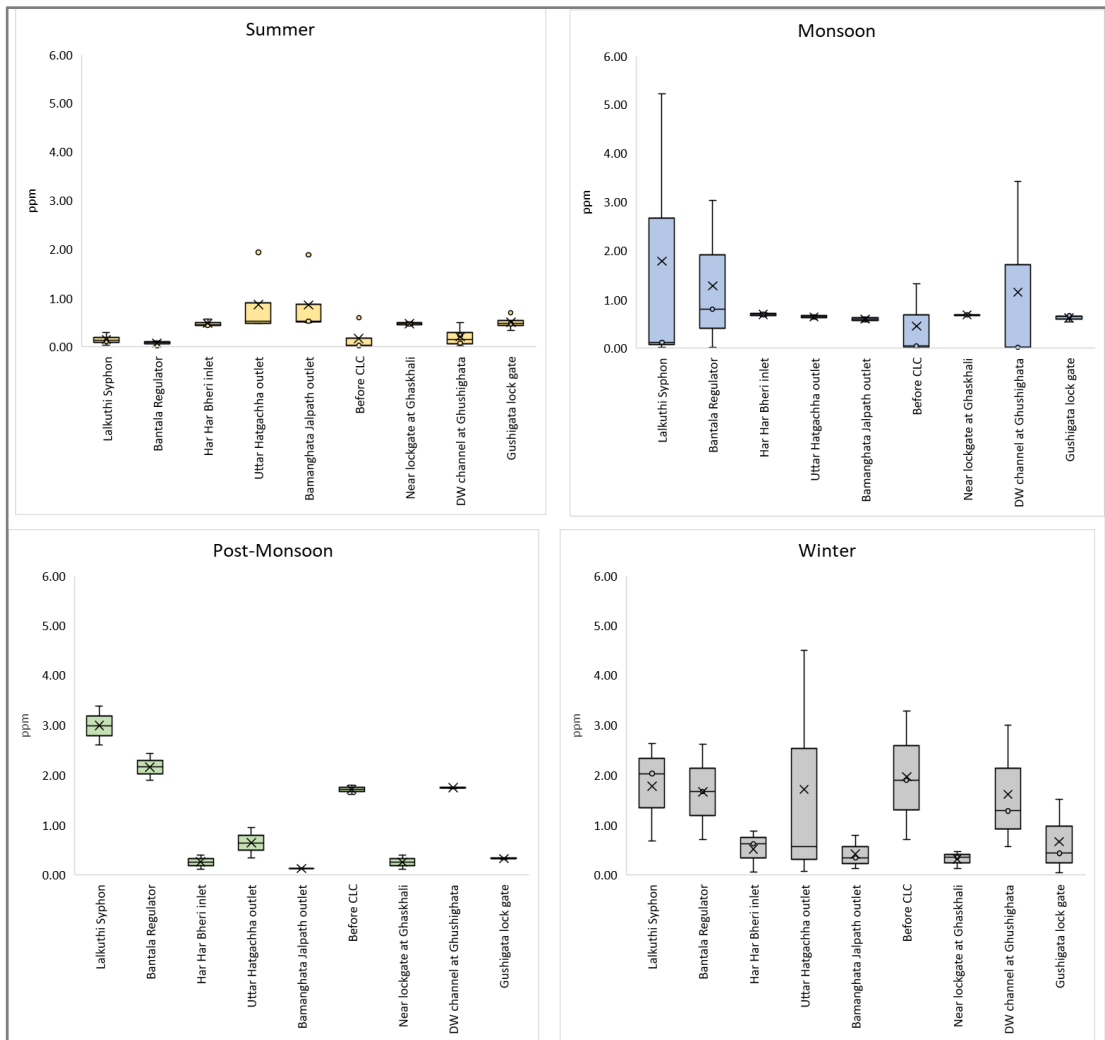 Summer
6.00
5.00
4.00
3.00
2.00
1.00
0.00
ppm
Lalkuthi Syphon
Bantala Regulator
Har Har Bheri inlet
Uttar Hatgachha outlet
Bamanghata Jalpath outlet
Before CLC
Near lockgate at Ghaskhali
DW channel at Ghushighata
Gushigata lock gate
Monsoon
6.00
5.00
4.00
3.00
2.00
1.00
0.00
ppm
Lalkuthi Syphon
Bantala Regulator
Har Har Bheri inlet
Uttar Hatgachha outlet
Bamanghata Jalpath outlet
Before CLC
Near lockgate at Ghaskhali
DW channel at Ghushighata
Gushigata lock gate
Post-Monsoon
6.00
5.00
4.00
3.00
2.00
1.00
0.00
ppm
Lalkuthi Syphon
Bantala Regulator
Har Har Bheri inlet
Uttar Hatgachha outlet
Bamanghata Jalpath outlet
Before CLC
Near lockgate at Ghaskhali
DW channel at Ghushighata
Gushigata lock gate
Winter
6.00
5.00
4.00
3.00
2.00
1.00
0.00
ppm
Lalkuthi Syphon
Bantala Regulator
Har Har Bheri inlet
Uttar Hatgachha outlet
Bamanghata Jalpath outlet
Before CLC
Near lockgate at Ghaskhali
DW channel at Ghushighata
Gushigata lock gate